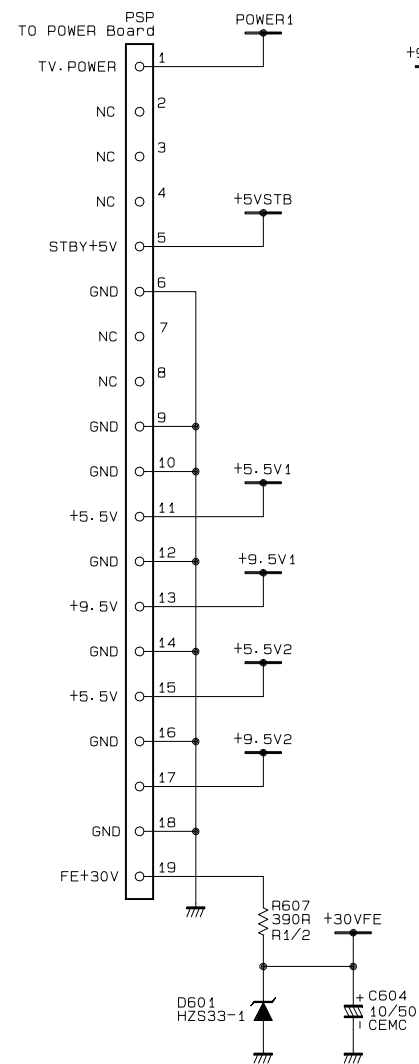 PSP
TO POWER Board
POWER1
+9
TV.POWER 1
NC 2
NC 3
NC 4
+5VSTB
STBY+5V 5
GND 6
NC 7
NC 8
GND 9
GND 10
+5.5V1
+5.5V 11
GND 12
+9.5V1
+9.5V 13
GND 14
+5.5V2
+5.5V 15
GND 16
+9.5V2
17
GND 18
FE+30V 19
R607
390R
R1/2
+30VFE
D601
HZS33-1
+ C604
10/50
- CEMC